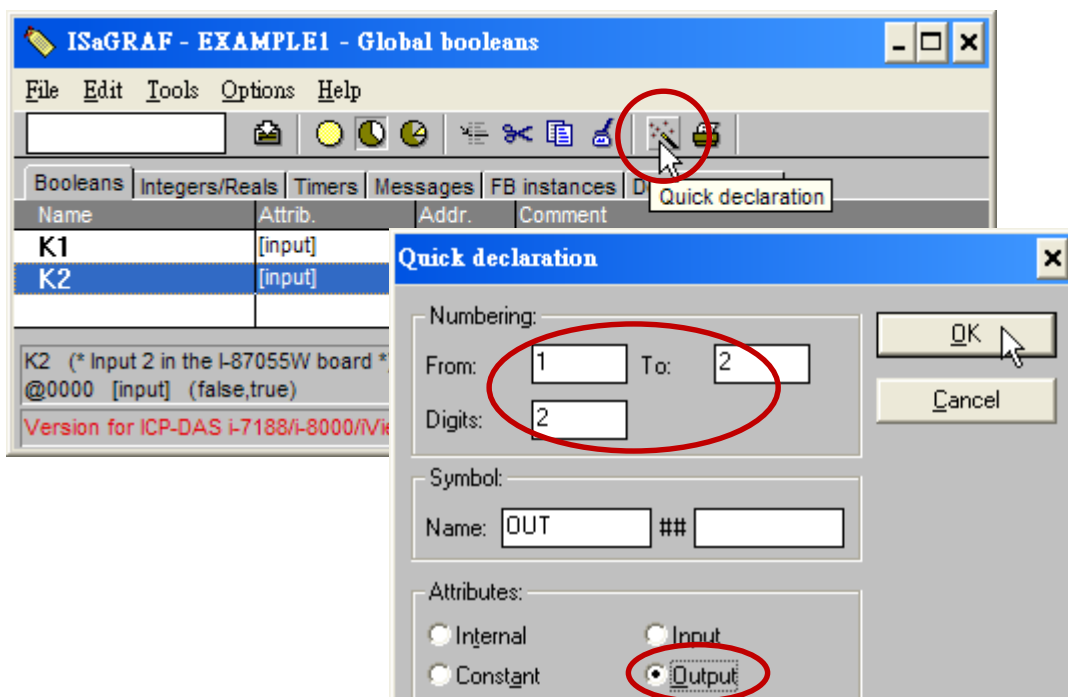 ISaGRAF - EXAMPLE1 - Global booleans
File Edit Tools Options Help
Booleans Integers/Reals Timers Messages FB instances
Quick declaration
Name Attrib. Addr. Comment
K1 [input]
K2 [input]
K2 (* Input 2 in the I-87055W board *)
@0000 [input] (false,true)
Version for ICP-DAS i-7188/i-8000/iVie
Quick declaration
Numbering:
From: 1 To: 2
Digits: 2
OK
Cancel
Symbol:
Name: OUT ##
Attributes:
Internal Input
Constant Output